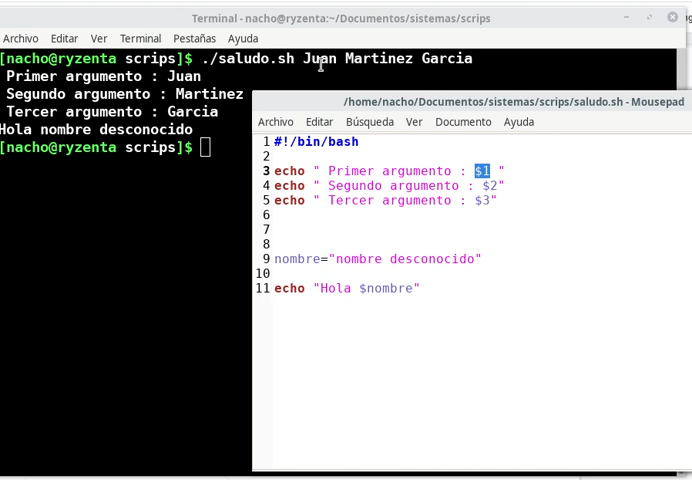 Terminal - nacho@ryzenta:~/Documentos/sistemas/scrips
Archivo Editar Ver Terminal Pestañas Ayuda
[nacho@ryzenta scrips]$ ./saludo.sh Juan Martinez Garcia
Primer argumento : Juan
Segundo argumento : Martinez
Tercer argumento : Garcia
Hola nombre desconocido
[nacho@ryzenta scrips]$
/home/nacho/Documentos/sistemas/scrips/saludo.sh - Mousepad
Archivo Editar Búsqueda Ver Documento Ayuda
1 #!/bin/bash
2
3 echo " Primer argumento : $1 "
4 echo " Segundo argumento : $2"
5 echo " Tercer argumento : $3"
6
7
8
9 nombre="nombre desconocido"
10
11 echo "Hola $nombre"